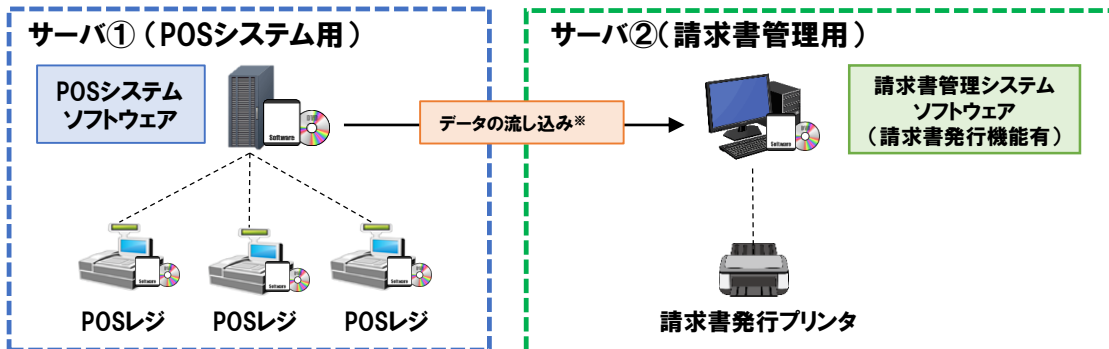 サーバ①（POSシステム用）
POSシステム
ソフトウェア
Software
データの流し込み※
POSレジ
POSレジ
POSレジ
Software
サーバ②（請求書管理用）
請求書管理システム
ソフトウェア
（請求書発行機能有）
Software
請求書発行プリンタ